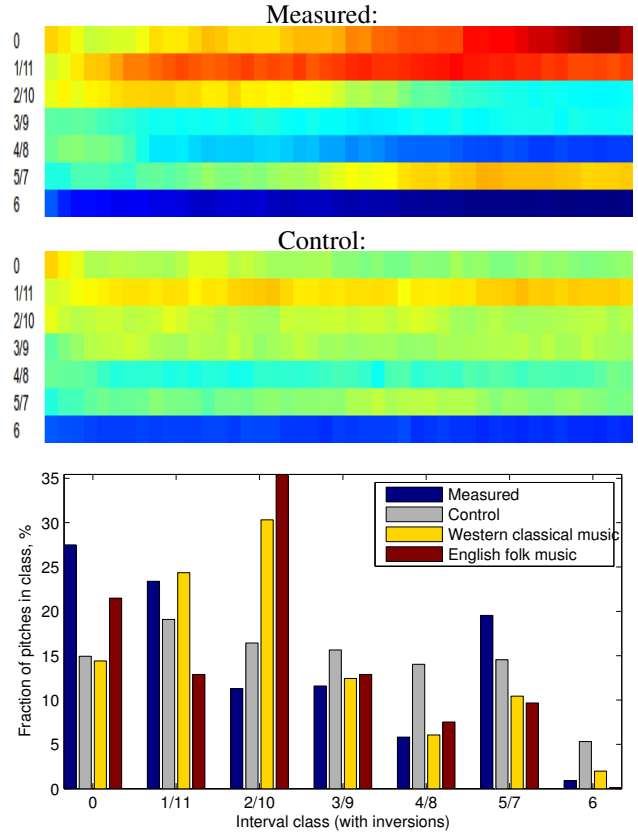 Measured:
0
1/11
2/10
3/9
4/8
5/7
6
Control:
0
1/11
2/10
3/9
4/8
5/7
6
35
30
25
20
15
10
5
0
Fraction of pitches in class, %
Measured
Control
Western classical music
English folk music
0 1/11 2/10 3/9 4/8 5/7 6
Interval class (with inversions)